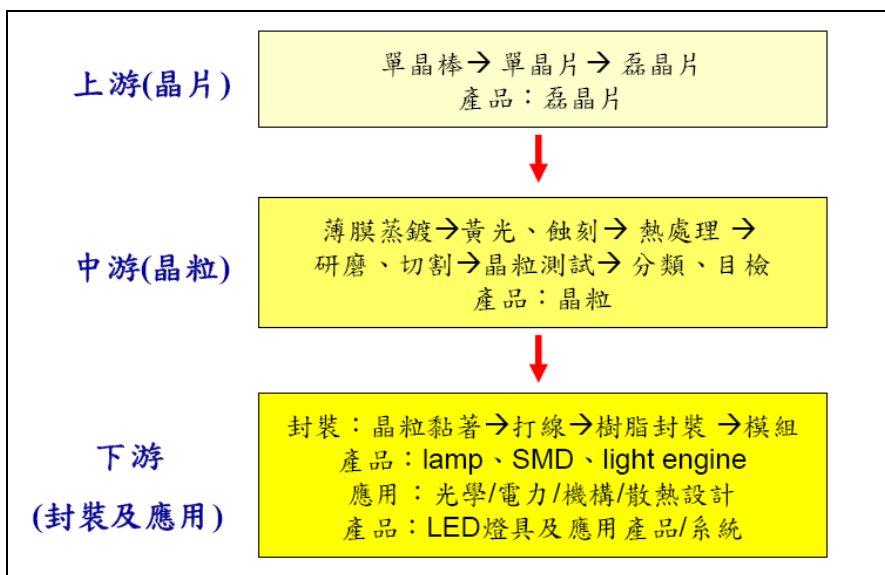 上游(晶片)
單晶棒→ 單晶片→ 磊晶片
產品：磊晶片
中游(晶粒)
薄膜蒸鍍→黃光、蝕刻→ 熱處理 →
研磨、切割→晶粒測試→ 分類、目檢
產品：晶粒
下游
(封裝及應用)
封裝：晶粒黏著→打線→樹脂封裝 →模組
產品：lamp、SMD、light engine
應用：光學/電力/機構/散熱設計
產品：LED燈具及應用產品/系統